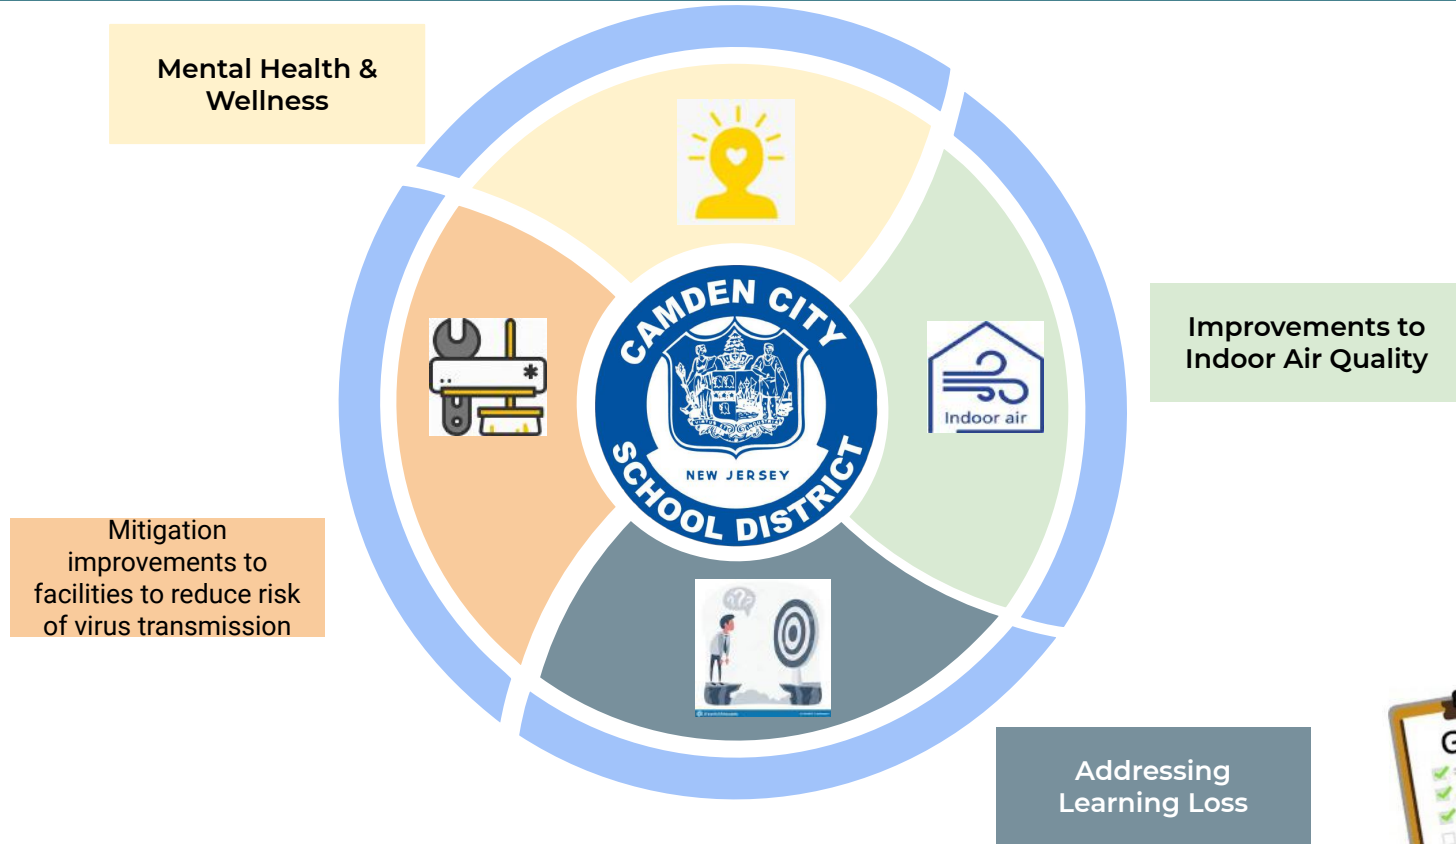 Mental Health &
Wellness
CAMDEN CITY
SCHOOL DISTRICT
NEW JERSEY
Indoor air
Improvements to
Indoor Air Quality
Mitigation
improvements to
facilities to reduce risk
of virus transmission
Addressing
Learning Loss
G